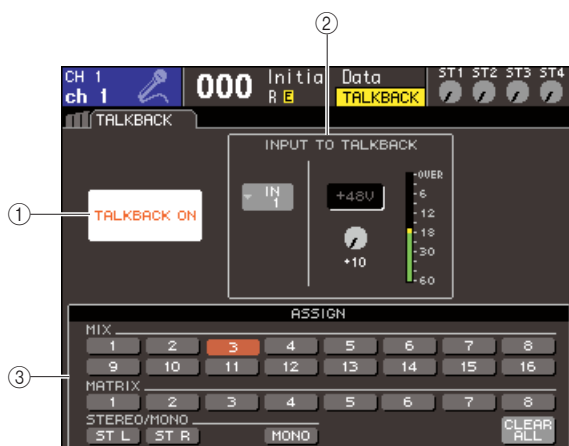 ②
CH 1
ch 1
000
Initia Data
R E
TALKBACK
ST1 ST2 ST3 ST4
TALKBACK
INPUT TO TALKBACK
①
TALKBACK ON
IN
1
+48V
+10
OVER
6
12
18
30
60
ASSIGN
③
MIX
1 2 3 4 5 6 7 8
9 10 11 12 13 14 15 16
MATRIX
1 2 3 4 5 6 7 8
STEREO/MONO
ST L ST R MONO
CLEAR
ALL